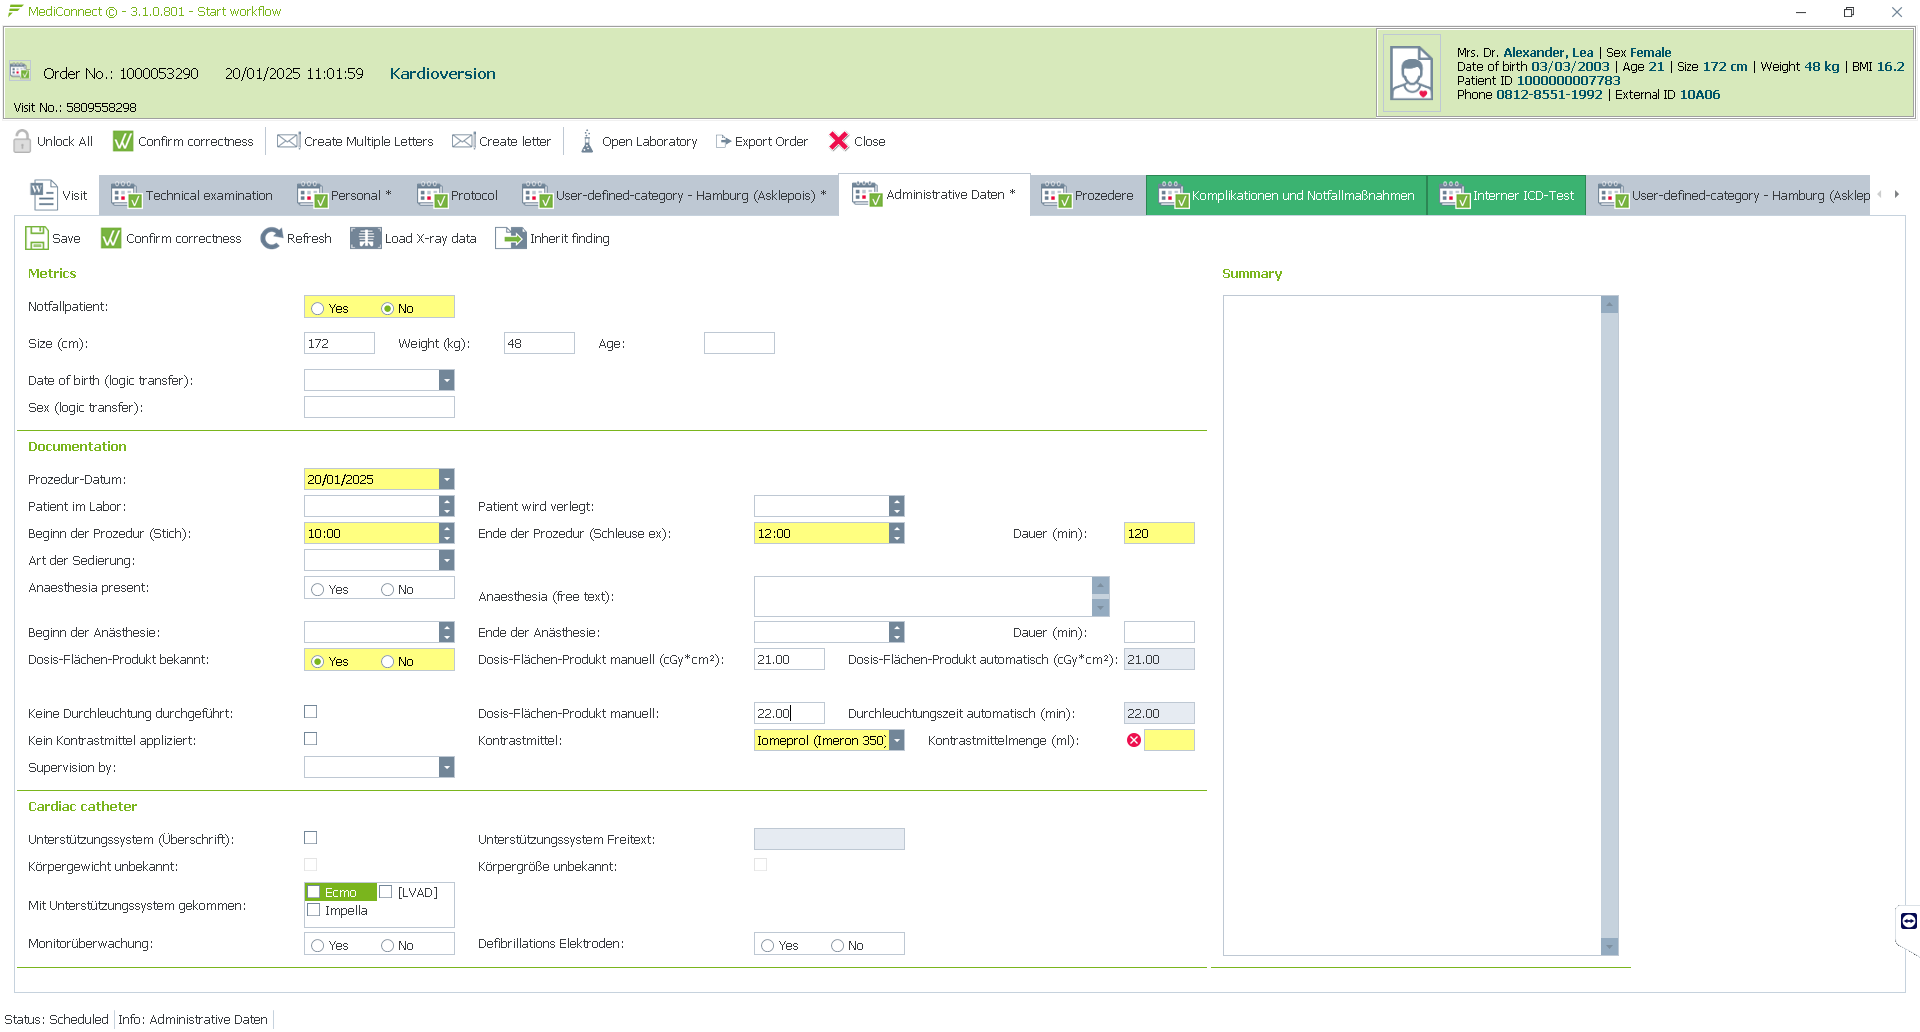 MediConnect © - 3.1.0.801 - Start workflow
Order No.: 1000053290 20/01/2025 11:01:59 Kardioversion
Visit No.: 5809558298
Mrs. Dr. Alexander, Lea | Sex Female
Date of birth 03/03/2003 | Age 21 | Size 172 cm | Weight 48 kg | BMI 16.2
Patient ID 1000000007783
Phone 0812-8551-1992 | External ID 10A06
Unlock All Confirm correctness Create Multiple Letters Create letter Open Laboratory Export Order Close
Visit Technical examination Personal * Protocol User-defined-category - Hamburg (Asklepois) * Administrative Daten * Prozedere Komplikationen und Notfallmaßnahmen Interner ICD-Test User-defined-category - Hamburg (Asklep
Save Confirm correctness Refresh Load X-ray data Inherit finding
Metrics
Notfallpatient: Yes No
Size (cm): 172 Weight (kg): 48 Age:
Date of birth (logic transfer):
Sex (logic transfer):
Documentation
Prozedur-Datum: 20/01/2025
Patient im Labor: Patient wird verlegt:
Beginn der Prozedur (Stich): 10:00 Ende der Prozedur (Schleuse ex): 12:00 Dauer (min): 120
Art der Sedierung:
Anaesthesia present: Yes No Anaesthesia (free text):
Beginn der Anästhesie: Ende der Anästhesie: Dauer (min):
Dosis-Flächen-Produkt bekannt: Yes No Dosis-Flächen-Produkt manuell (cGy*cm²): 21.00 Dosis-Flächen-Produkt automatisch (cGy*cm²): 21.00
Keine Durchleuchtung durchgeführt: Dosis-Flächen-Produkt manuell: 22.00 Durchleuchtungszeit automatisch (min): 22.00
Kein Kontrastmittel appliziert: Kontrastmittel: Iomeprol (Imeron 350) Kontrastmittelmenge (ml):
Supervision by:
Cardiac catheter
Unterstützungssystem (Überschrift): Unterstützungssystem Freitext:
Körpergewicht unbekannt: Körpergröße unbekannt:
Mit Unterstützungssystem gekommen: Ecmo [LVAD]
Impella
Monitorüberwachung: Yes No Defibrillations Elektroden: Yes No
Summary
Status: Scheduled Info: Administrative Daten